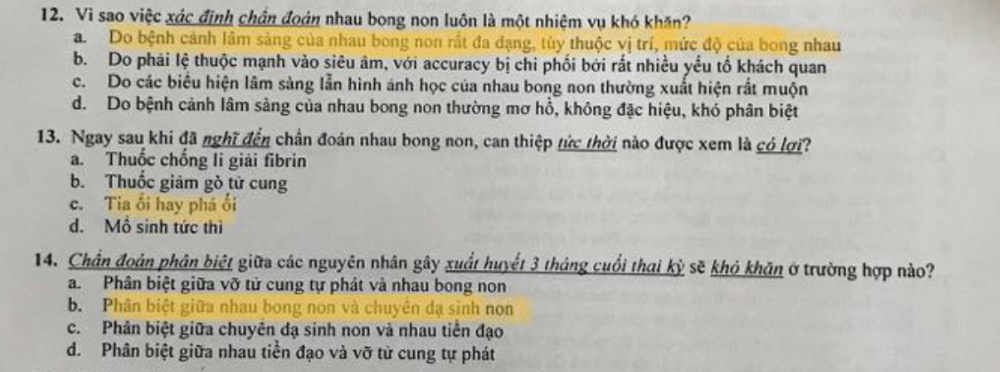 12. Vì sao việc xác định chẩn đoán nhau bong non luôn là một nhiệm vụ khó khăn?
a. Do bệnh cảnh lâm sàng của nhau bong non rất đa dạng, tùy thuộc vị trí, mức độ của bong nhau
b. Do phải lệ thuộc mạnh vào siêu âm, với accuracy bị chi phối bởi rất nhiều yếu tố khách quan
c. Do các biểu hiện lâm sàng lẫn hình ảnh học của nhau bong non thường xuất hiện rất muộn
d. Do bệnh cảnh lâm sàng của nhau bong non thường mơ hồ, không đặc hiệu, khó phân biệt
13. Ngay sau khi đã nghĩ đến chẩn đoán nhau bong non, can thiệp tức thời nào được xem là có lợi?
a. Thuốc chống li giải fibrin
b. Thuốc giảm gò tử cung
c. Tia ối hay phá ối
d. Mổ sinh tức thì
14. Chẩn đoán phân biệt giữa các nguyên nhân gây xuất huyết 3 tháng cuối thai kỳ sẽ khó khăn ở trường hợp nào?
a. Phân biệt giữa vỡ tử cung tự phát và nhau bong non
b. Phân biệt giữa nhau bong non và chuyển dạ sinh non
c. Phân biệt giữa chuyển dạ sinh non và nhau tiền đạo
d. Phân biệt giữa nhau tiền đạo và vỡ tử cung tự phát